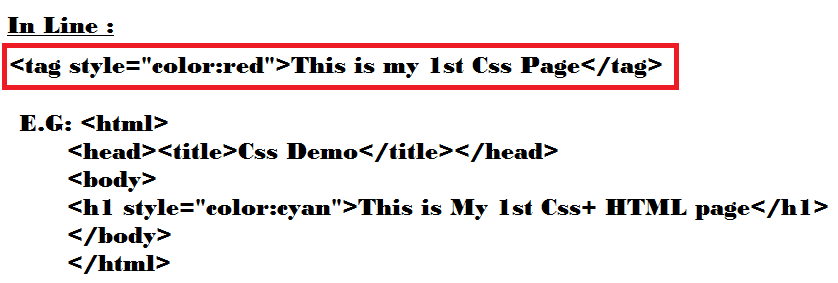 In Line :
<tag style="color:red">This is my 1st Css Page</tag>
E.G: <html>
<head><title>Css Demo</title></head>
<body>
<h1 style="color:cyan">This is My 1st Css+ HTML page</h1>
</body>
</html>